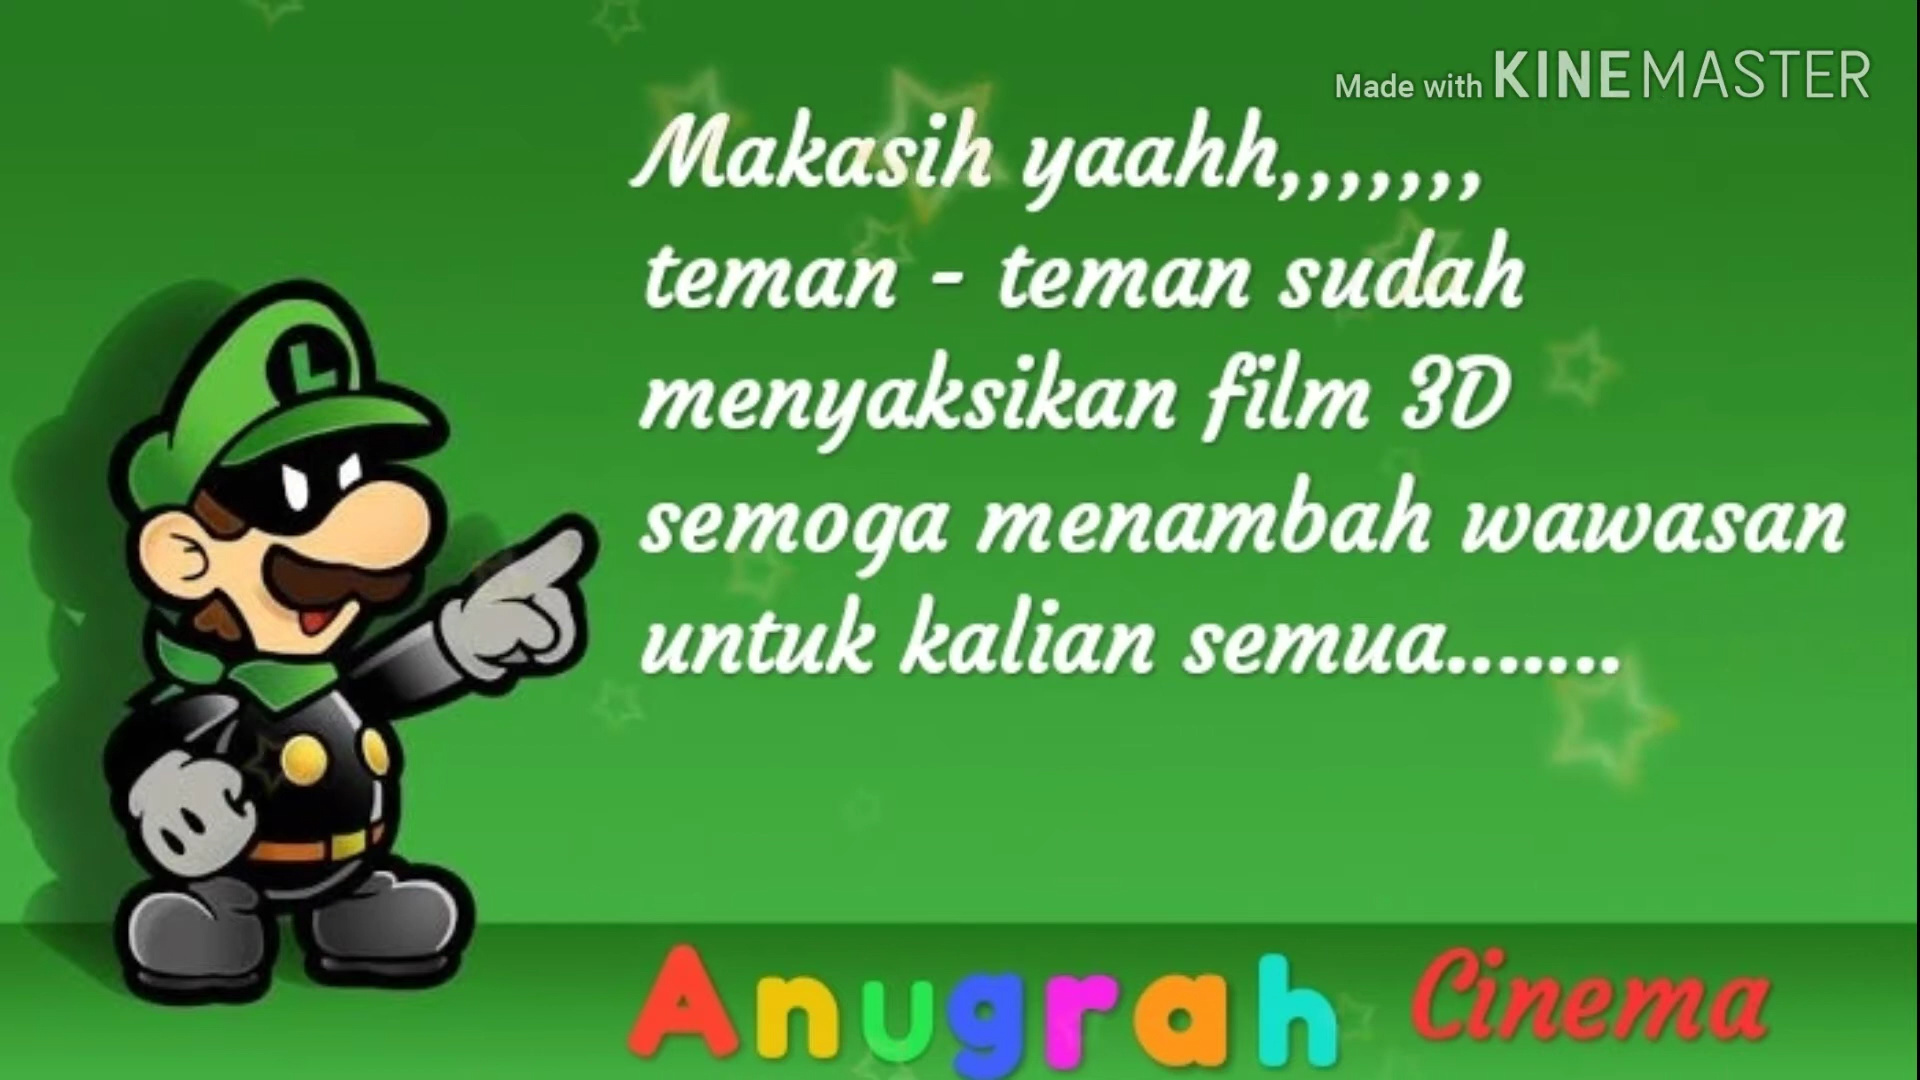 Made with KINEMASTER
Makasih yaahh,,,,,,,
teman - teman sudah
menyaksikan film 3D
semoga menambah wawasan
untuk kalian semua.......
L
Anugrah Cinema